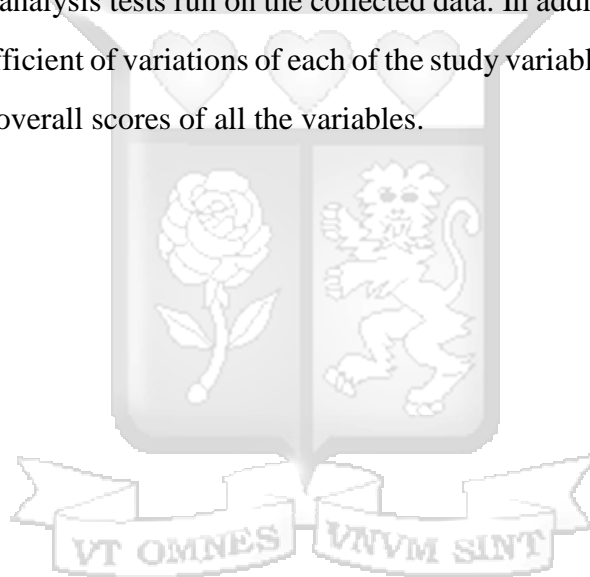 analysis tests run on the collected data. In addi
fficient of variations of each of the study variabl
overall scores of all the variables.
VT OMNES VNVM SINT